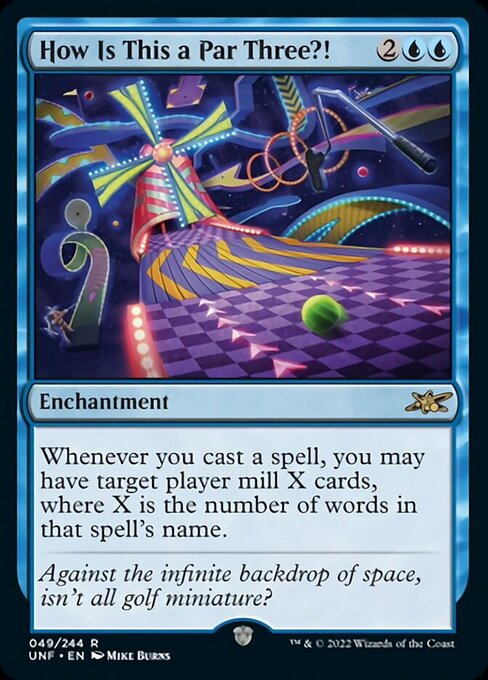 How Is This a Par Three?! 2
Enchantment
Whenever you cast a spell, you may
have target player mill X cards,
where X is the number of words in
that spell's name.
Against the infinite backdrop of space,
isn't all golf miniature?
049/244 R
UNF • EN Mike Burns
™ & © 2022 Wizards of the Coast